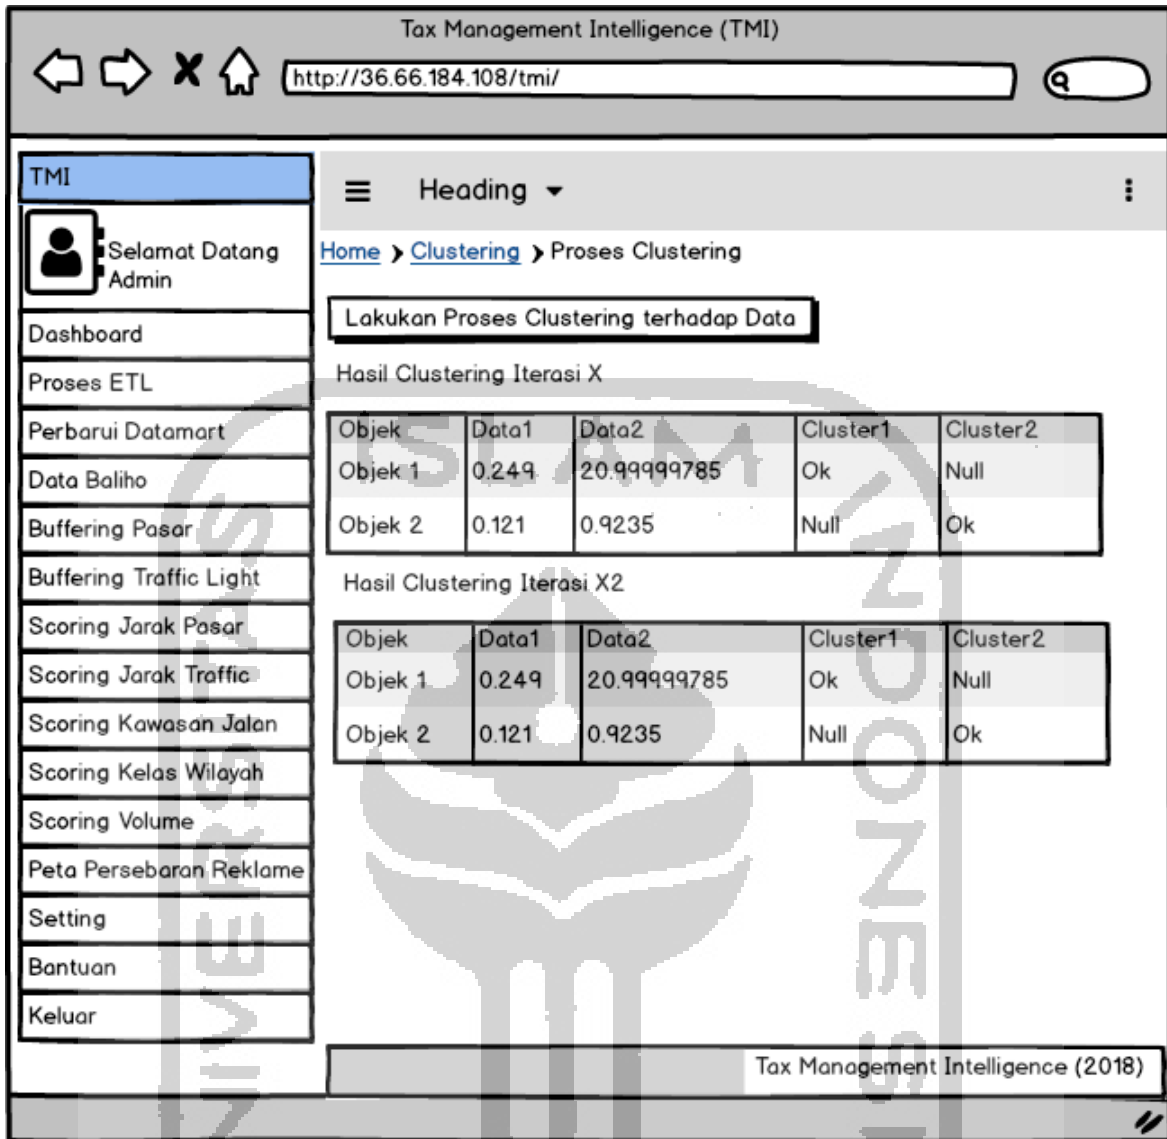 Tax Management Intelligence (TMI)
http://36.66.184.108/tmi/
TMI
Selamat Datang
Admin
Dashboard
Proses ETL
Perbarui Datamart
Data Baliho
Buffering Pasar
Buffering Traffic Light
Scoring Jarak Pasar
Scoring Jarak Traffic
Scoring Kawasan Jalan
Scoring Kelas Wilayah
Scoring Volume
Peta Persebaran Reklame
Setting
Bantuan
Keluar
Heading
Home Clustering Proses Clustering
Lakukan Proses Clustering terhadap Data
Hasil Clustering Iterasi X
Objek Data1 Data2 Cluster1 Cluster2
Objek 1 0.249 20.99999785 Ok Null
Objek 2 0.121 0.9235 Null Ok
Hasil Clustering Iterasi X2
Objek Data1 Data2 Cluster1 Cluster2
Objek 1 0.249 20.99999785 Ok Null
Objek 2 0.121 0.9235 Null Ok
Tax Management Intelligence (2018)
ISLAM